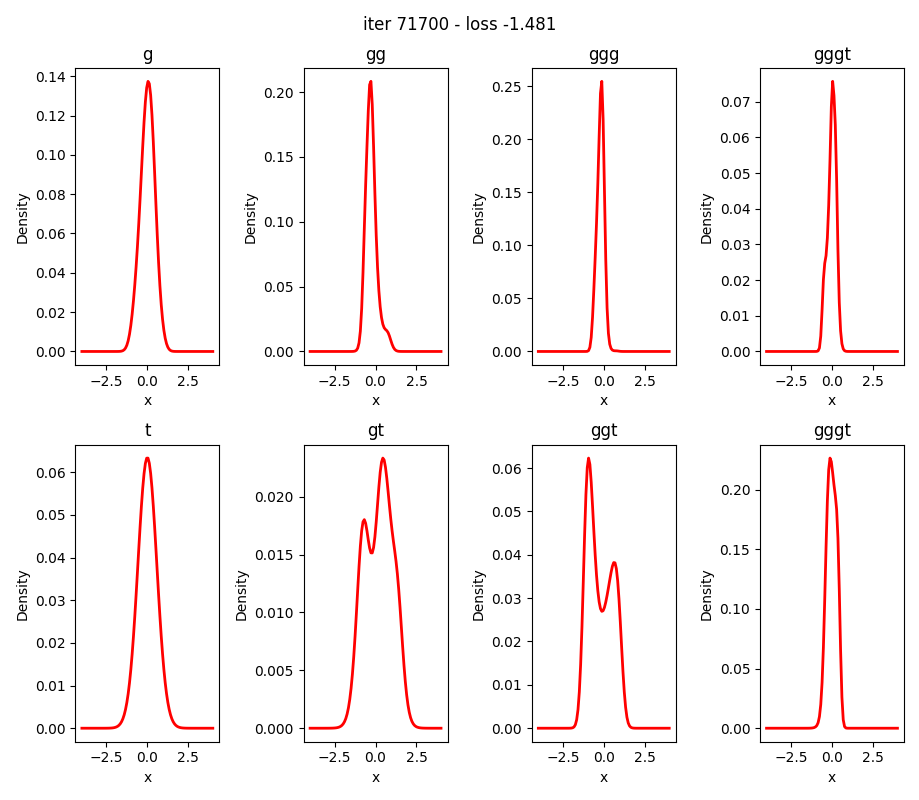 iter 71700 - loss -1.481
g gg ggg gggt
0.14 0.12 0.10 0.08 0.06 0.04 0.02 0.00
Density
−2.5 0.0 2.5
x
0.20 0.15 0.10 0.05 0.00
Density
−2.5 0.0 2.5
x
0.25 0.20 0.15 0.10 0.05 0.00
Density
−2.5 0.0 2.5
x
0.07 0.06 0.05 0.04 0.03 0.02 0.01 0.00
Density
−2.5 0.0 2.5
x
t gt ggt gggt
0.06 0.05 0.04 0.03 0.02 0.01 0.00
Density
−2.5 0.0 2.5
x
0.020 0.015 0.010 0.005 0.000
Density
−2.5 0.0 2.5
x
0.06 0.05 0.04 0.03 0.02 0.01 0.00
Density
−2.5 0.0 2.5
x
0.20 0.15 0.10 0.05 0.00
Density
−2.5 0.0 2.5
x